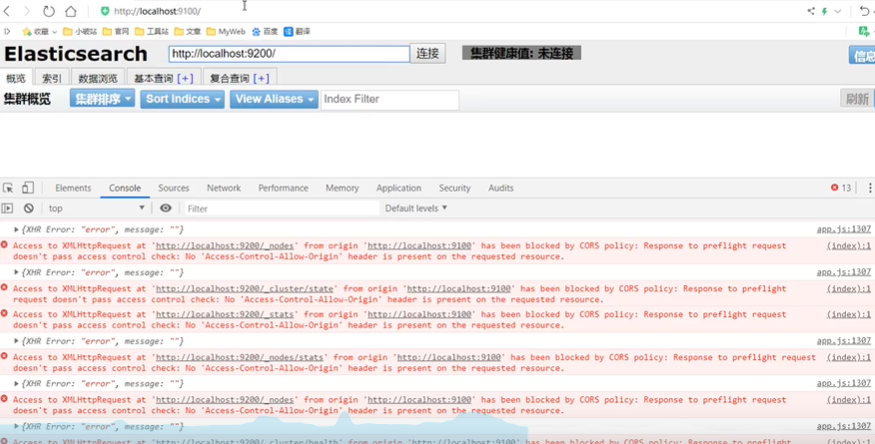 http://localhost:9100/
收藏 小破站 官网 工具站 文章 MyWeb 百度 翻译
Elasticsearch http://localhost:9200/ 连接 集群健康值: 未连接 信息
概览 索引 数据浏览 基本查询 [+] 复合查询 [+]
集群概览 集群排序 Sort Indices View Aliases Index Filter 刷新
Elements Console Sources Network Performance Memory Application Security Audits 13
top Filter Default levels
{XHR Error: "error", message: ""} app.js:1307
Access to XMLHttpRequest at 'http://localhost:9200/_nodes' from origin 'http://localhost:9100' has been blocked by CORS policy: Response to preflight request (index):1
doesn't pass access control check: No 'Access-Control-Allow-Origin' header is present on the requested resource.
{XHR Error: "error", message: ""} app.js:1307
Access to XMLHttpRequest at 'http://localhost:9200/_cluster/state' from origin 'http://localhost:9100' has been blocked by CORS policy: Response to preflight (index):1
request doesn't pass access control check: No 'Access-Control-Allow-Origin' header is present on the requested resource.
Access to XMLHttpRequest at 'http://localhost:9200/_stats' from origin 'http://localhost:9100' has been blocked by CORS policy: Response to preflight request (index):1
doesn't pass access control check: No 'Access-Control-Allow-Origin' header is present on the requested resource.
{XHR Error: "error", message: ""} app.js:1307
Access to XMLHttpRequest at 'http://localhost:9200/_nodes/stats' from origin 'http://localhost:9100' has been blocked by CORS policy: Response to preflight request (index):1
doesn't pass access control check: No 'Access-Control-Allow-Origin' header is present on the requested resource.
{XHR Error: "error", message: ""} app.js:1307
Access to XMLHttpRequest at 'http://localhost:9200/_nodes' from origin 'http://localhost:9100' has been blocked by CORS policy: Response to preflight request (index):1
doesn't pass access control check: No 'Access-Control-Allow-Origin' header is present on the requested resource.
{XHR Error: "error", message: ""} app.js:1307
Access to XMLHttpRequest at 'http://localhost:9200/_cluster/health' from origin 'http://localhost:9100' has been blocked by CORS policy: Response to preflight (index):1